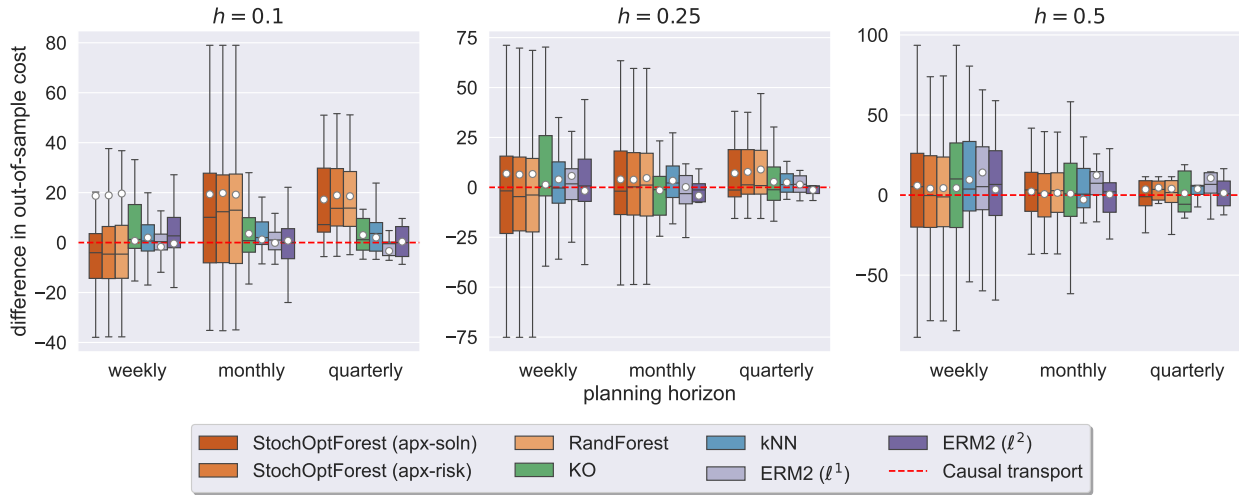 h = 0.1
h = 0.25
h = 0.5
difference in out-of-sample cost
80
60
40
20
0
−20
−40
75
50
25
0
−25
−50
−75
100
50
0
−50
weekly monthly quarterly
weekly monthly quarterly
weekly monthly quarterly
planning horizon
StochOptForest (apx-soln)
StochOptForest (apx-risk)
RandForest
KO
kNN
ERM2 (ℓ¹)
ERM2 (ℓ²)
Causal transport